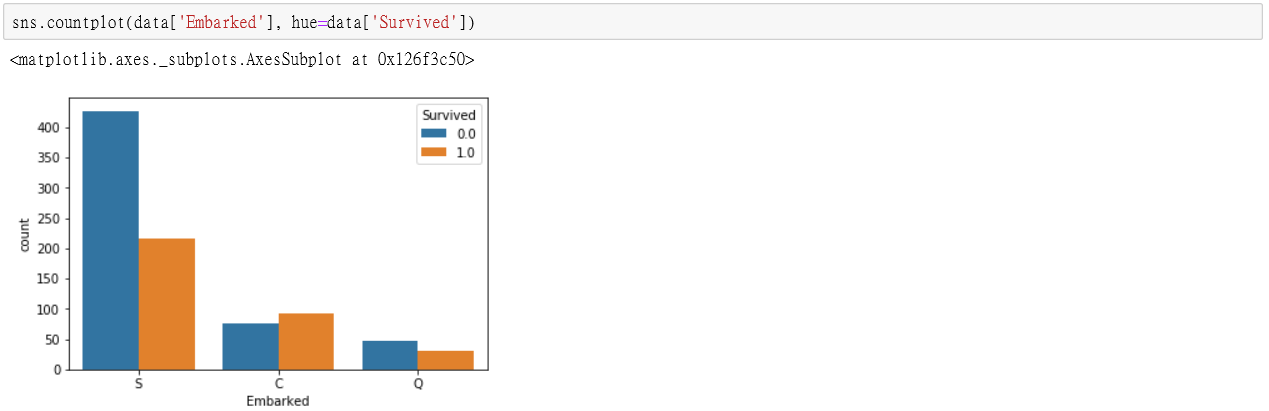 sns.countplot(data['Embarked'], hue=data['Survived'])
<matplotlib.axes._subplots.AxesSubplot at 0x126f3c50>
Survived
0.0
1.0
400
350
300
250
200
150
100
50
0
count
S C Q
Embarked